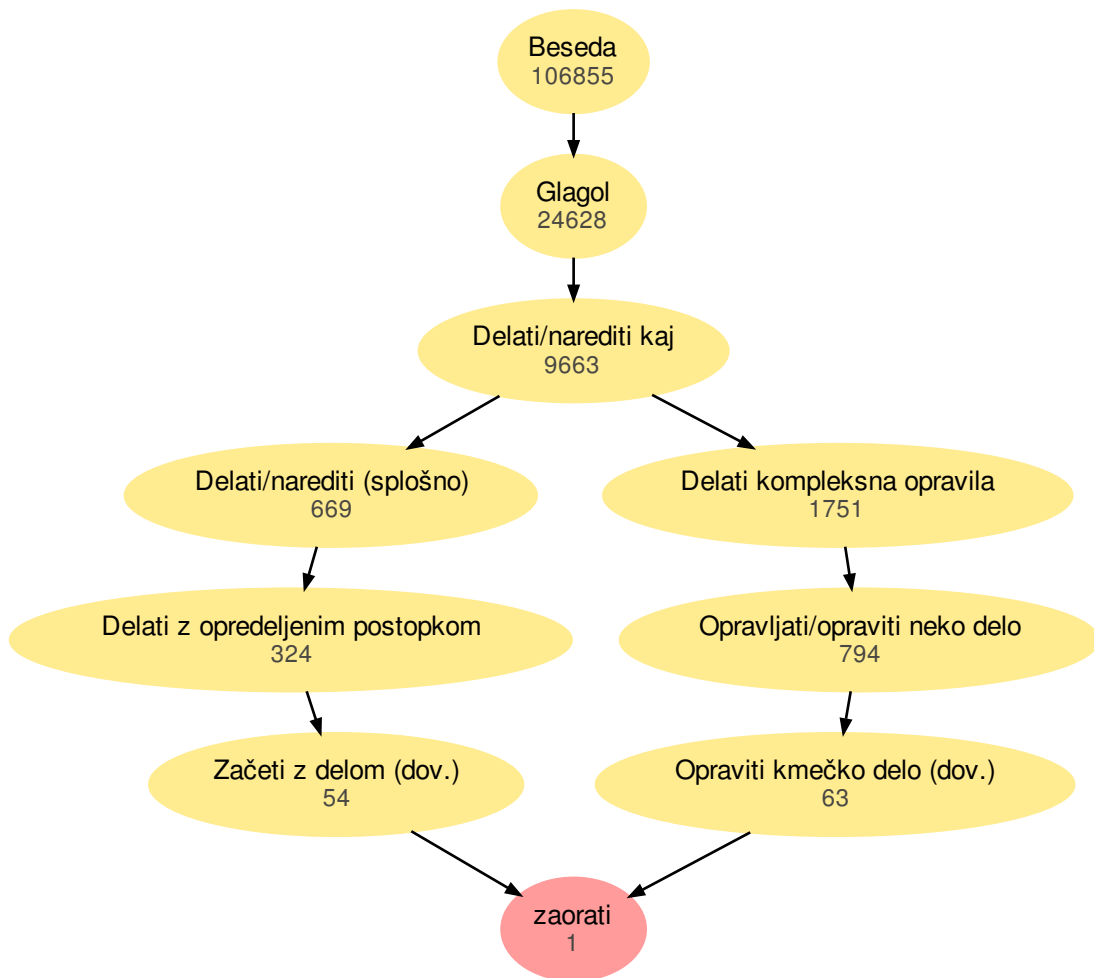 Beseda
106855
Glagol
24628
Delati/narediti kaj
9663
Delati/narediti (splošno)
669
Delati kompleksna opravila
1751
Delati z opredeljenim postopkom
324
Opravljati/opraviti neko delo
794
Začeti z delom (dov.)
54
Opraviti kmečko delo (dov.)
63
zaorati
1